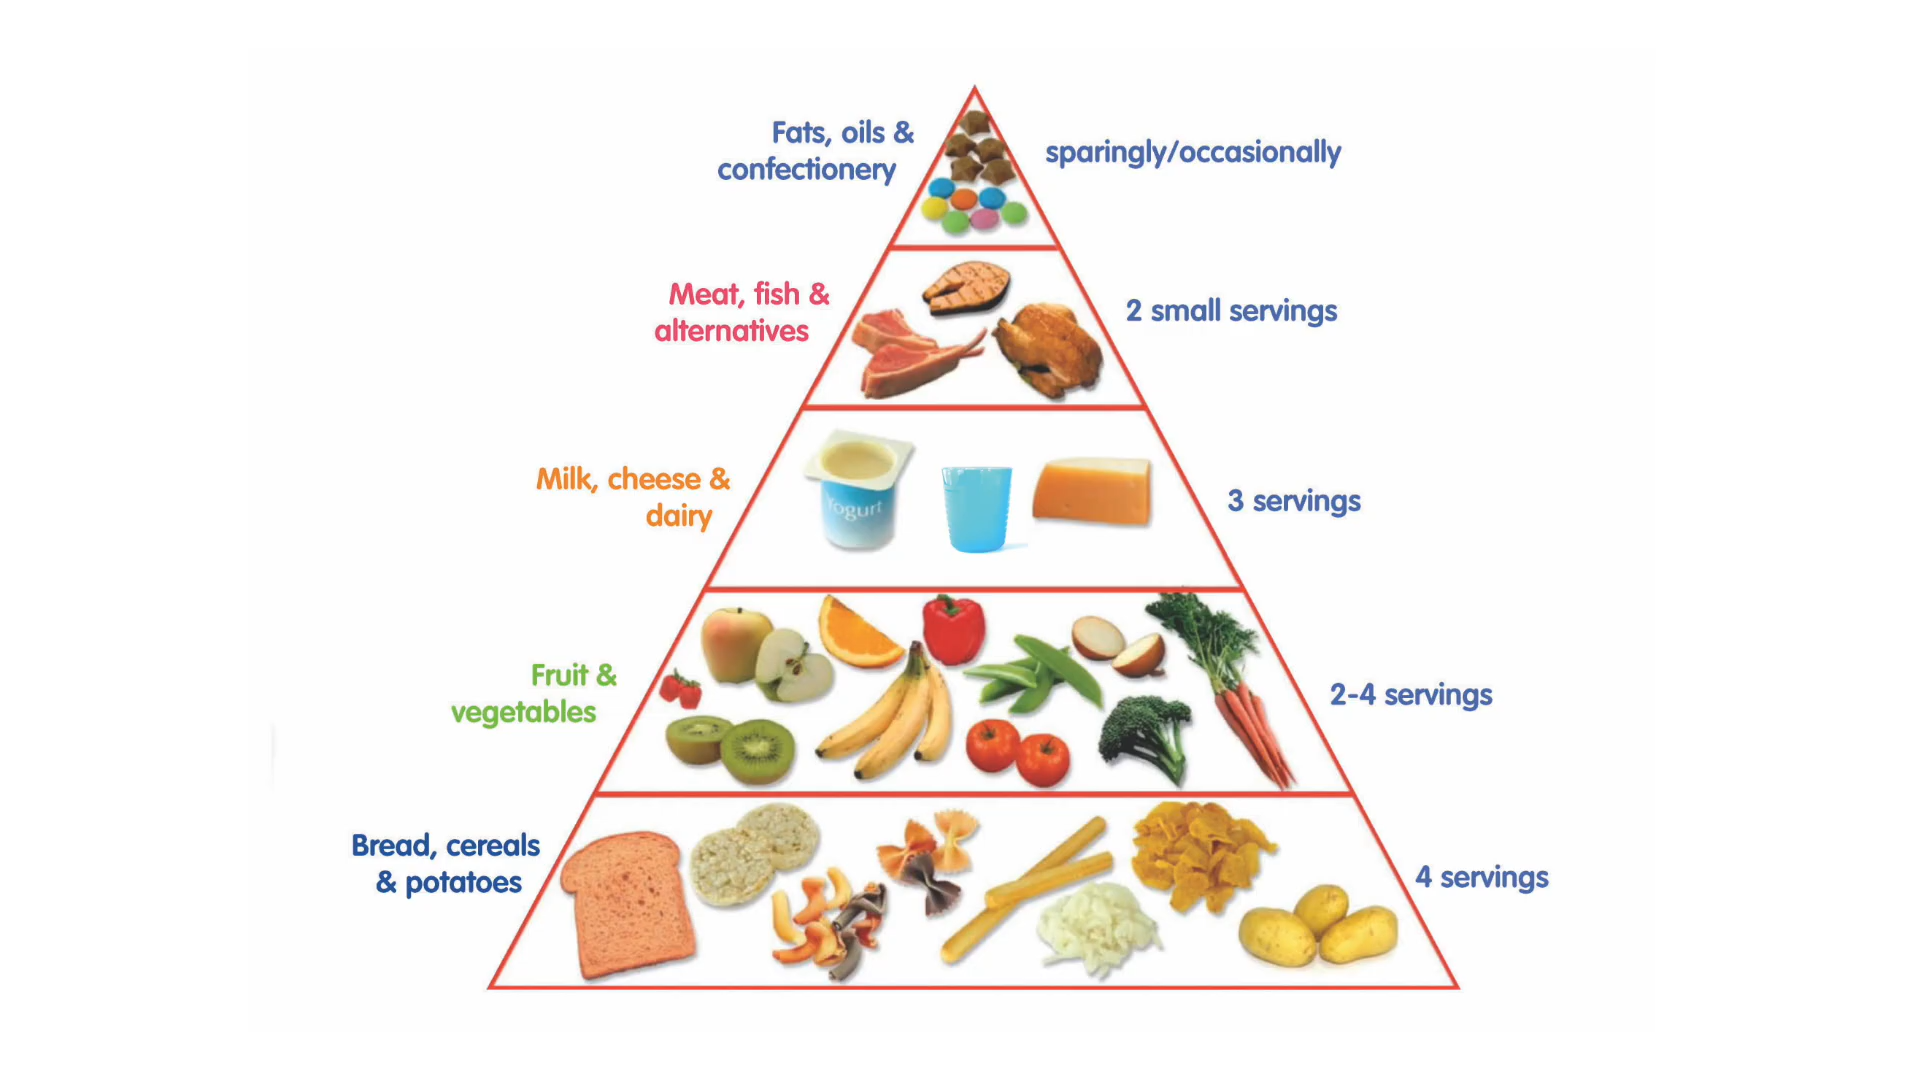 Fats, oils &
confectionery
sparingly/occasionally
Meat, fish &
alternatives
2 small servings
Milk, cheese &
dairy
Yogurt
3 servings
Fruit &
vegetables
2-4 servings
Bread, cereals
& potatoes
4 servings